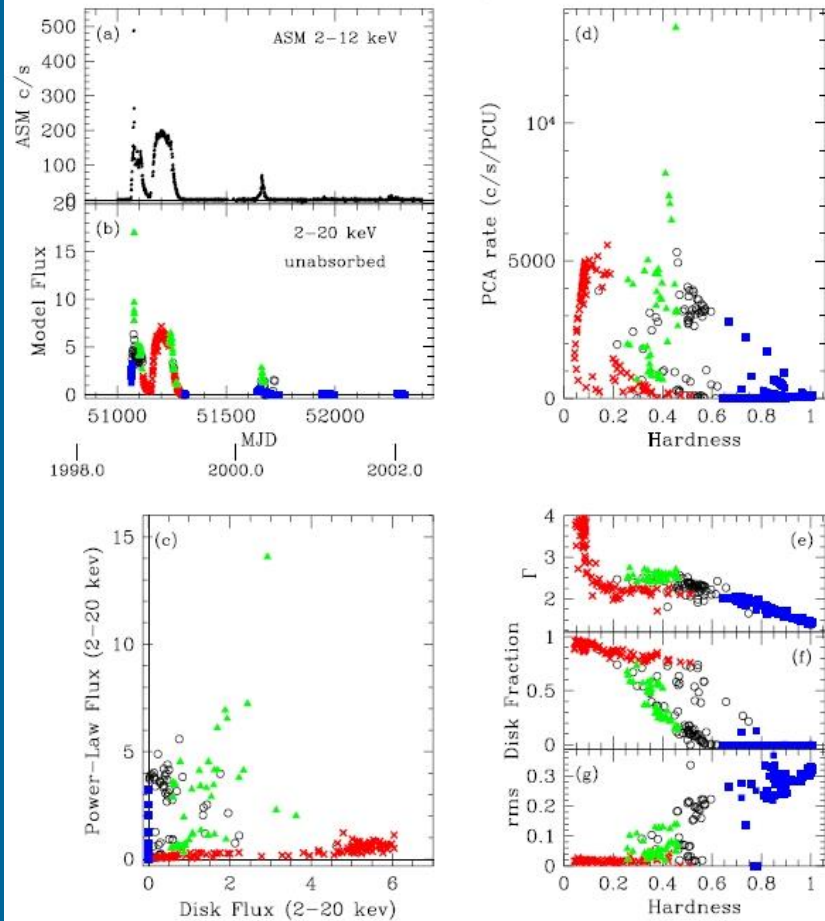 (a)
ASM 2-12 keV
ASM c/s
500
400
300
200
100
0
20
(b)
2-20 keV
unabsorbed
Model Flux
15
10
5
0
51000
51500
52000
MJD
1998.0
2000.0
2002.0
(d)
PCA rate (c/s/PCU)
10⁴
5000
0
0
0.2
0.4
0.6
0.8
1
Hardness
(c)
Power-Law Flux (2-20 kev)
15
10
5
0
0
2
4
6
Disk Flux (2-20 keV)
(e)
Γ
4
3
2
(f)
Disk Fraction
1
0.5
0
(g)
rms
0.3
0.2
0.1
0
0
0.2
0.4
0.6
0.8
1
Hardness